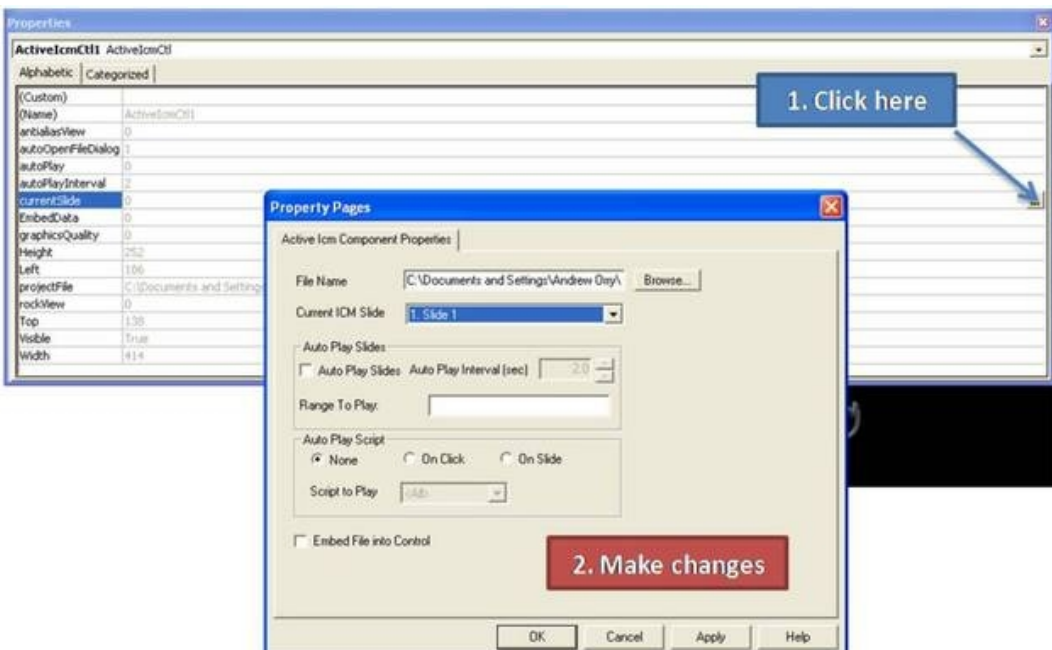 Properties
ActiveIcmCtl1 ActiveIcmCtl
Alphabetic Categorized
(Custom)
(Name) ActiveIcmCtl1
antialiasView 0
autoOpenFileDialog 1
autoPlay 0
autoPlayInterval 2
currentSlide 0
EmbedData 0
graphicsQuality 0
Height 252
Left 106
projectFile C:\Documents and Setting
rockView 0
Top 138
Visible True
Width 414
1. Click here
...
Property Pages
Active Icm Component Properties
File Name C:\Documents and Settings\Andrew Orry\ Browse...
Current ICM Slide 1. Slide 1
Auto Play Slides
Auto Play Slides Auto Play Interval (sec) 2.0
Range To Play:
Auto Play Script
None On Click On Slide
Script to Play
Embed File into Control
2. Make changes
OK Cancel Apply Help